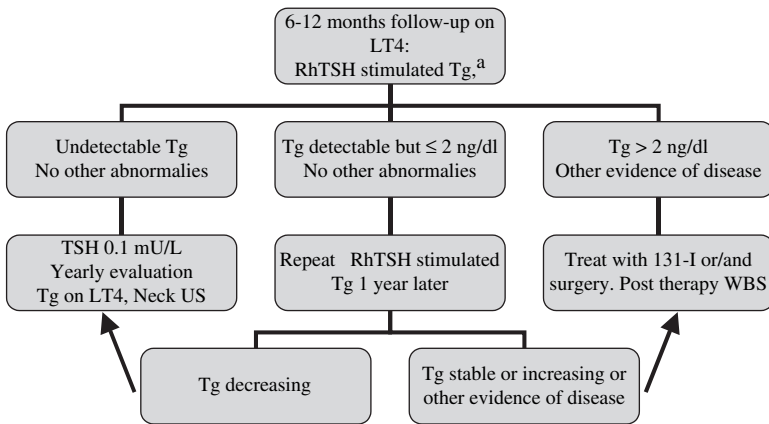 6-12 months follow-up on
LT4:
RhTSH stimulated Tg,a
Undetectable Tg
No other abnormalies
Tg detectable but ≤ 2 ng/dl
No other abnormalies
Tg > 2 ng/dl
Other evidence of disease
TSH 0.1 mU/L
Yearly evaluation
Tg on LT4, Neck US
Repeat RhTSH stimulated
Tg 1 year later
Treat with 131-I or/and
surgery. Post therapy WBS
Tg decreasing
Tg stable or increasing or
other evidence of disease